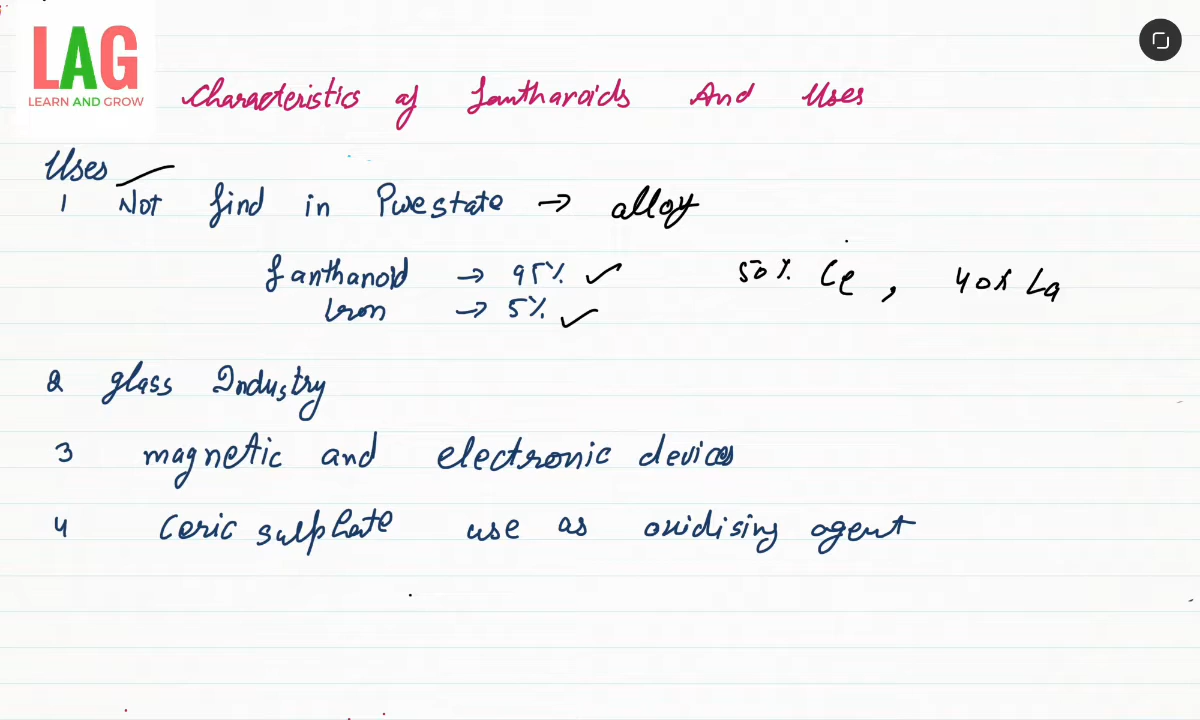 LAG
LEARN AND GROW
Characteristics of Lanthanoids And Uses
Uses
1 Not find in Pure state → alloy
Lanthanoid → 95% ✓ 50% Ce, 40% La
Iron → 5% ✓
2 glass Industry
3 magnetic and electronic devices
4 Ceric sulphate use as oxidising agent